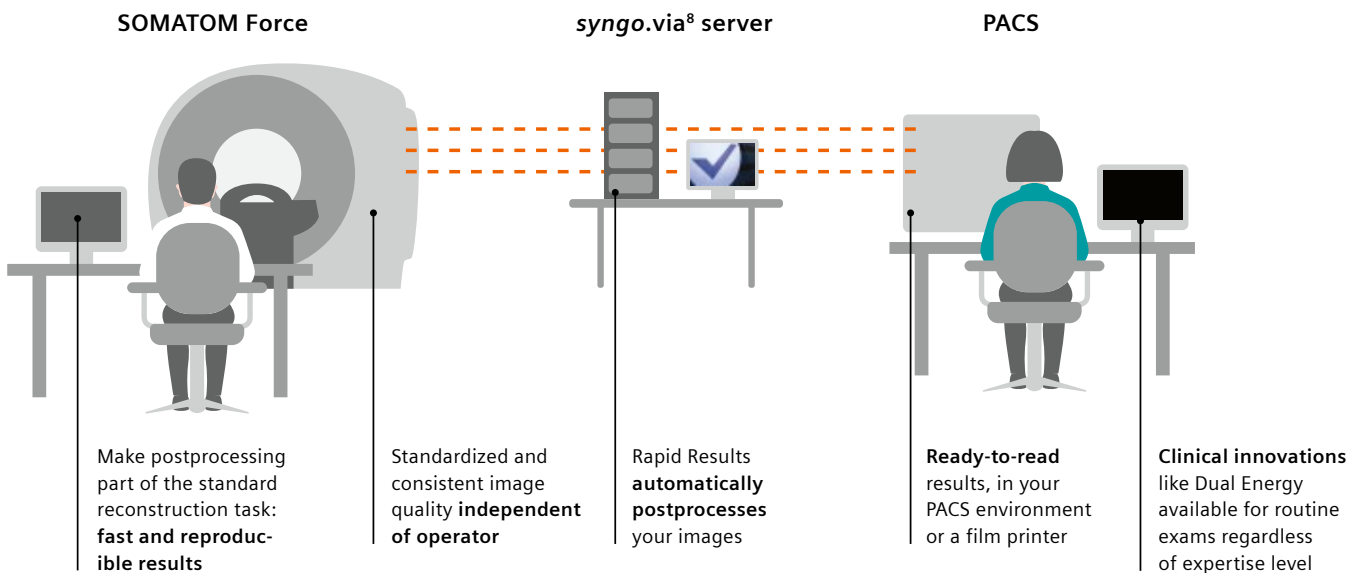 SOMATOM Force
syngo.via⁸ server
PACS
Make postprocessing
part of the standard
reconstruction task:
fast and reproduc-
ible results
Standardized and
consistent image
quality independent
of operator
Rapid Results
automatically
postprocesses
your images
Ready-to-read
results, in your
PACS environment
or a film printer
Clinical innovations
like Dual Energy
available for routine
exams regardless
of expertise level